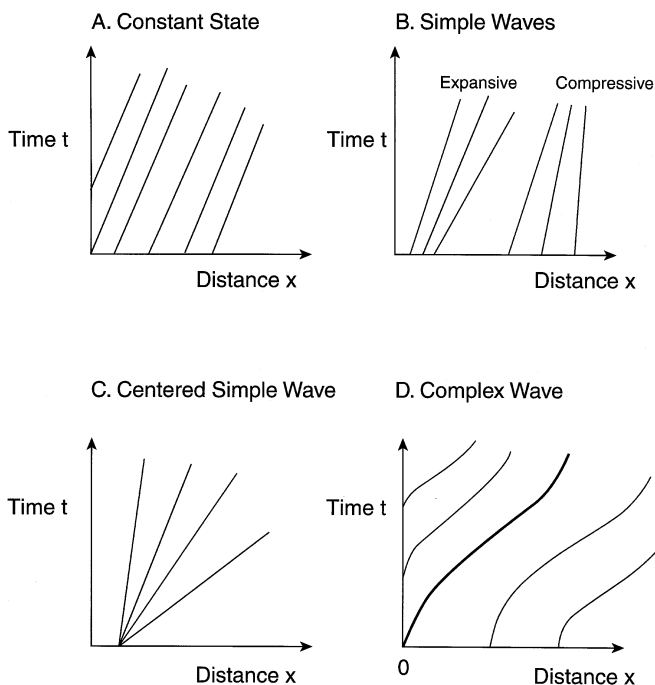 A. Constant State
B. Simple Waves
Expansive
Compressive
Time t
Time t
Distance x
Distance x
C. Centered Simple Wave
D. Complex Wave
Time t
Time t
0
Distance x
Distance x